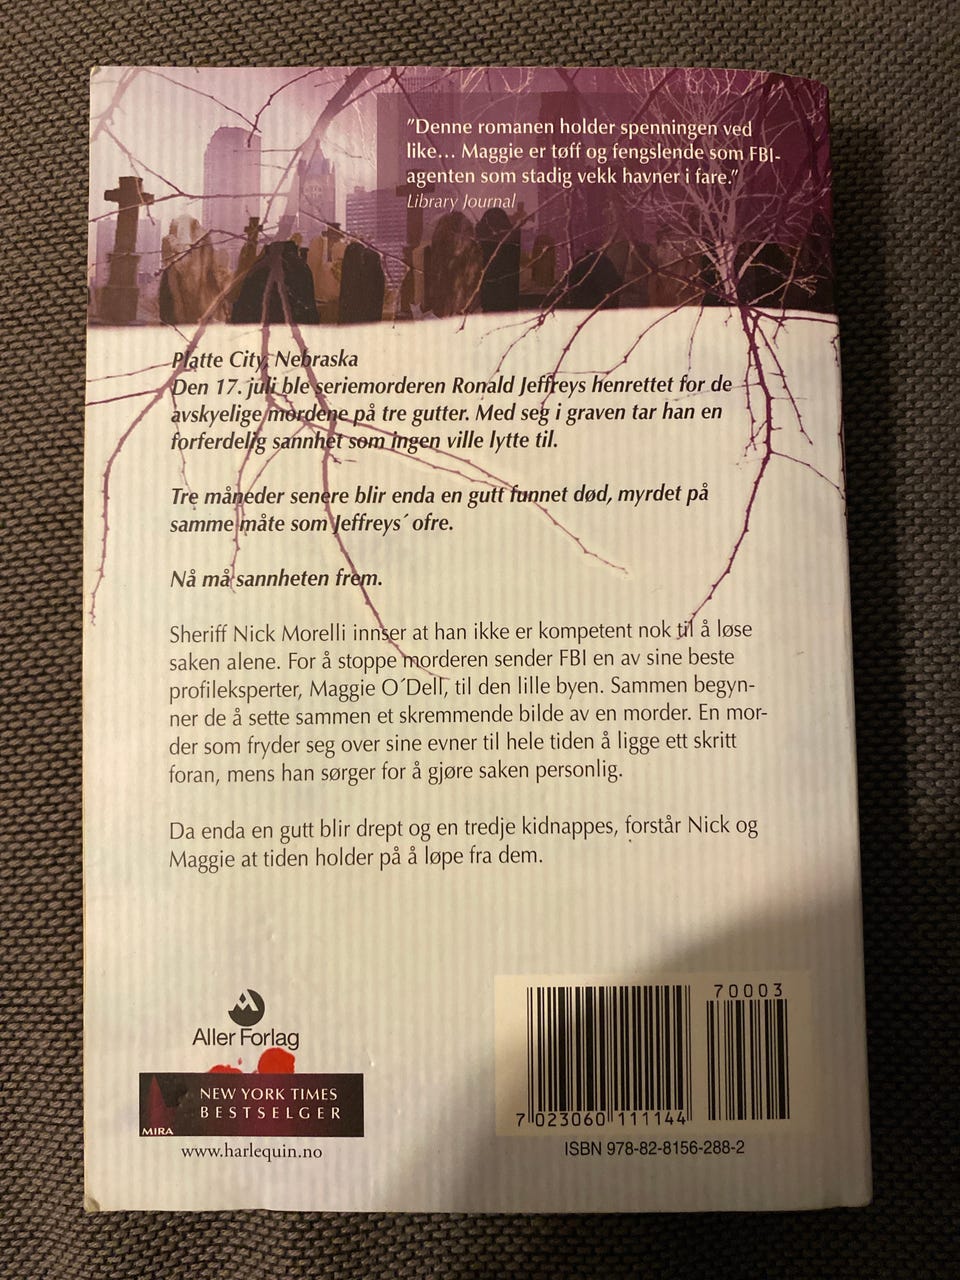 "Denne romanen holder spenningen ved
like... Maggie er tøff og fengslende som FBI-
agenten som stadig vekk havner i fare."
Library Journal
Platte City, Nebraska
Den 17. juli ble seriemorderen Ronald Jeffreys henrettet for de
avskyelige mordene på tre gutter. Med seg i graven tar han en
forferdelig sannhet som ingen ville lytte til.
Tre måneder senere blir enda en gutt funnet død, myrdet på
samme måte som Jeffreys´ ofre.
Nå må sannheten frem.
Sheriff Nick Morelli innser at han ikke er kompetent nok til å løse
saken alene. For å stoppe morderen sender FBI en av sine beste
profileksperter, Maggie O´Dell, til den lille byen. Sammen begyn-
ner de å sette sammen et skremmende bilde av en morder. En mor-
der som fryder seg over sine evner til hele tiden å ligge ett skritt
foran, mens han sørger for å gjøre saken personlig.
Da enda en gutt blir drept og en tredje kidnappes, forstår Nick og
Maggie at tiden holder på å løpe fra dem.
Aller Forlag
NEW YORK TIMES
BESTSELGER
MIRA
www.harlequin.no
70003
7 023060 111144
ISBN 978-82-8156-288-2